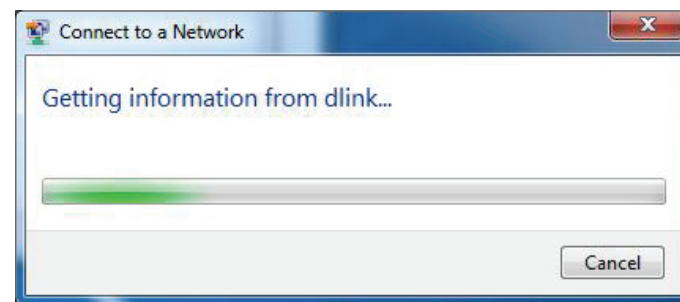 Connect to a Network
Getting information from dlink...
Cancel